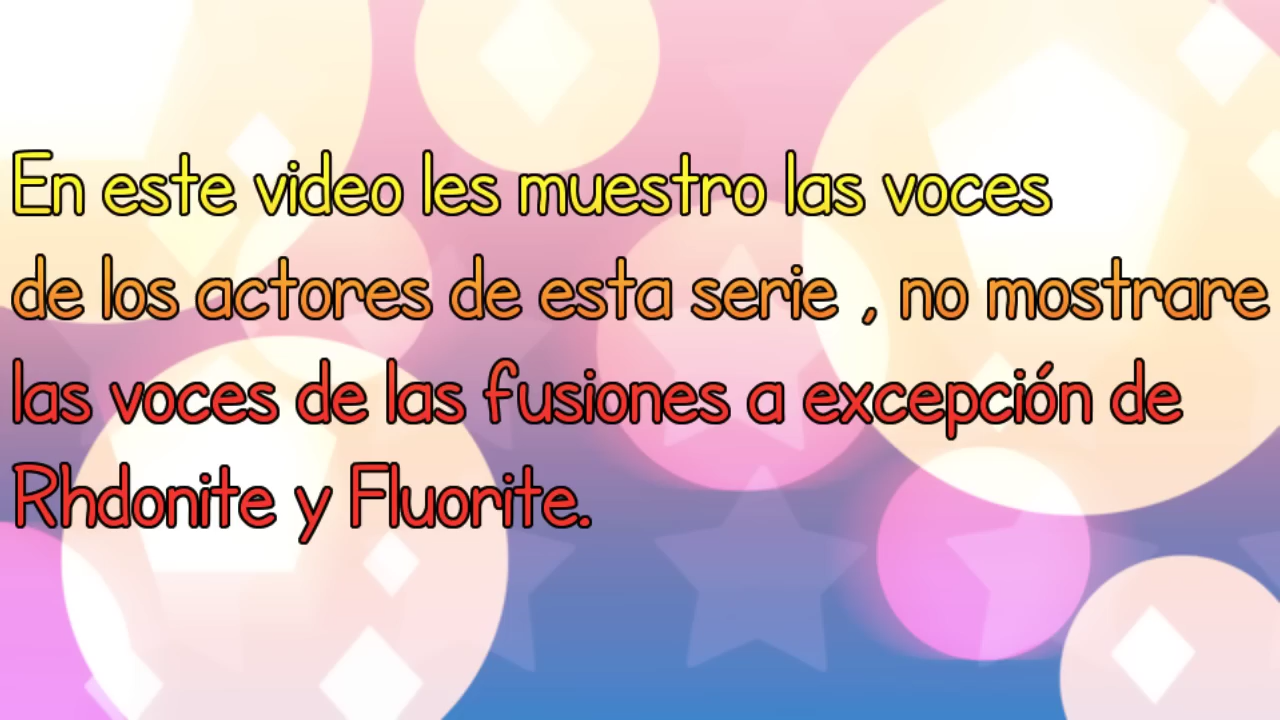 En este video les muestro las voces
de los actores de esta serie , no mostrare
las voces de las fusiones a excepción de
Rhdonite y Fluorite.